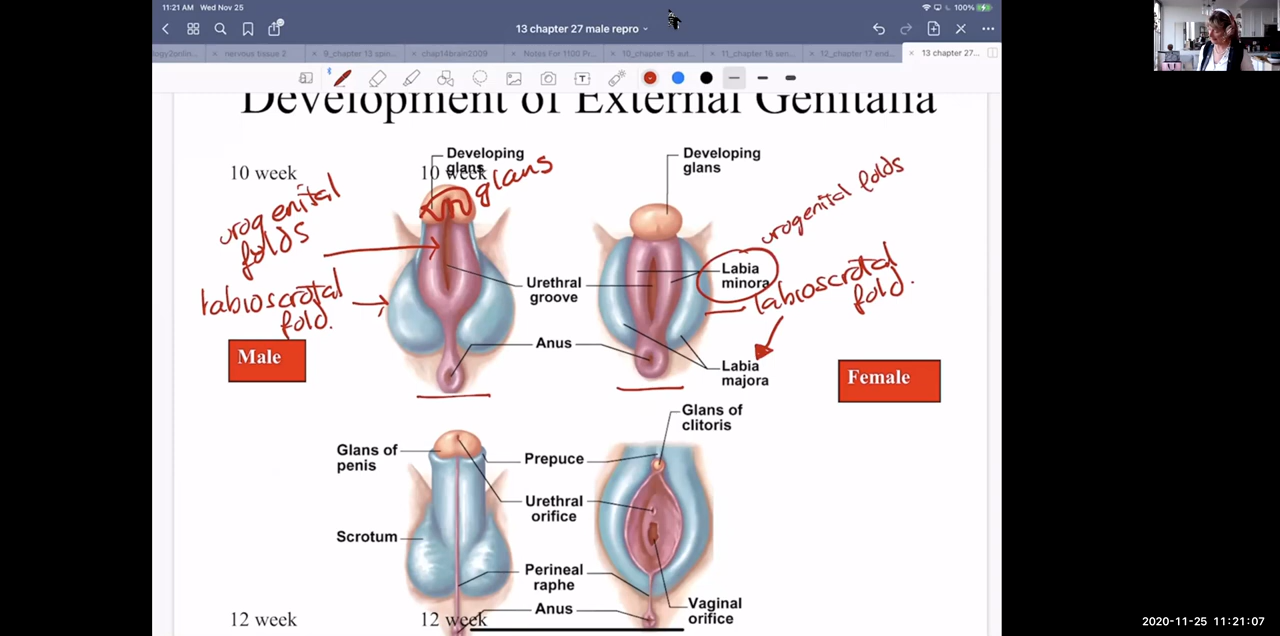 11:21 AM Wed Nov 25
100%
13 chapter 27 male repro
nervous tissue 2
9_chapter 13 spin...
chap14brain2009
Notes For 1100 Pr...
10_chapter 15 aut...
11_chapter 16 sen...
12_chapter 17 end...
13 chapter 27...
Development of External Genitalia
10 week
10 week
Developing
glans
glans
Developing
glans
urogenital
folds
urogenital folds
labioscrotal
fold.
Urethral
groove
Labia
minora
labioscrotal
fold.
Anus
Labia
majora
Male
Female
Glans of
penis
Prepuce
Glans of
clitoris
Urethral
orifice
Scrotum
Perineal
raphe
Anus
Vaginal
orifice
12 week
12 week
2020-11-25 11:21:07